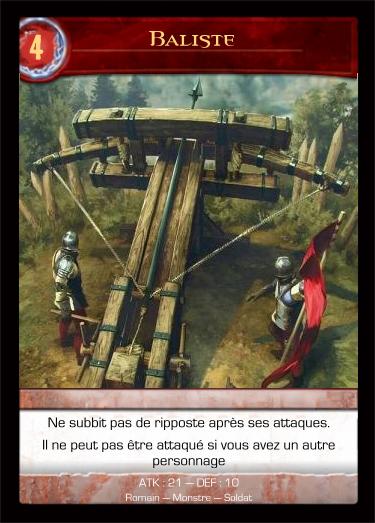 4
Baliste
Ne subbit pas de ripposte après ses attaques.
Il ne peut pas être attaqué si vous avez un autre
personnage
ATK : 21 — DEF : 10
Romain — Monstre — Soldat